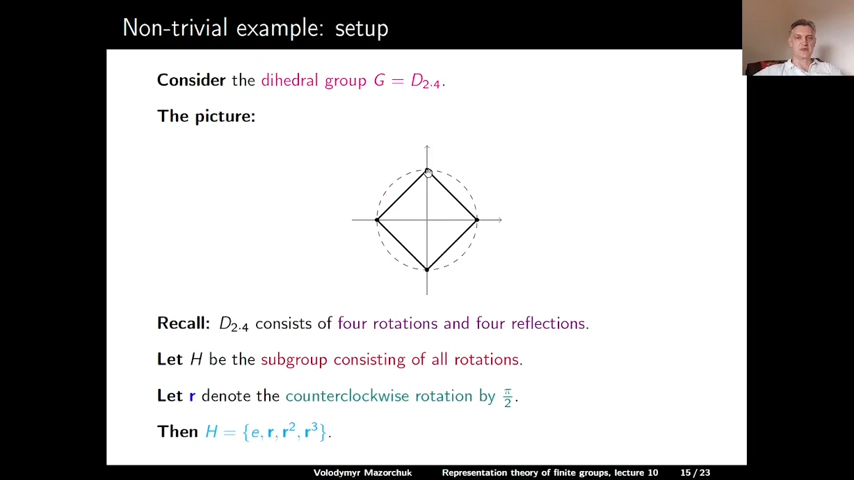 Non-trivial example: setup
Consider the dihedral group G = D₂.₄.
The picture:
Recall: D₂.₄ consists of four rotations and four reflections.
Let H be the subgroup consisting of all rotations.
Let r denote the counterclockwise rotation by π/2.
Then H = {e, r, r², r³}.
Volodymyr Mazorchuk Representation theory of finite groups, lecture 10 15 / 23